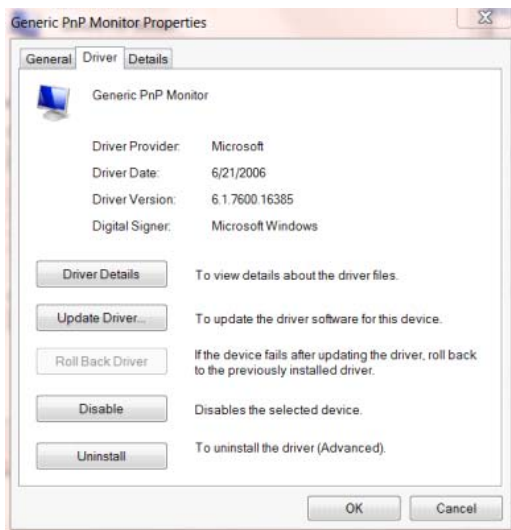 Generic PnP Monitor Properties
General Driver Details
Generic PnP Monitor
Driver Provider: Microsoft
Driver Date: 6/21/2006
Driver Version: 6.1.7600.16385
Digital Signer: Microsoft Windows
Driver Details To view details about the driver files.
Update Driver... To update the driver software for this device.
Roll Back Driver If the device fails after updating the driver, roll back
to the previously installed driver.
Disable Disables the selected device.
Uninstall To uninstall the driver (Advanced).
OK Cancel